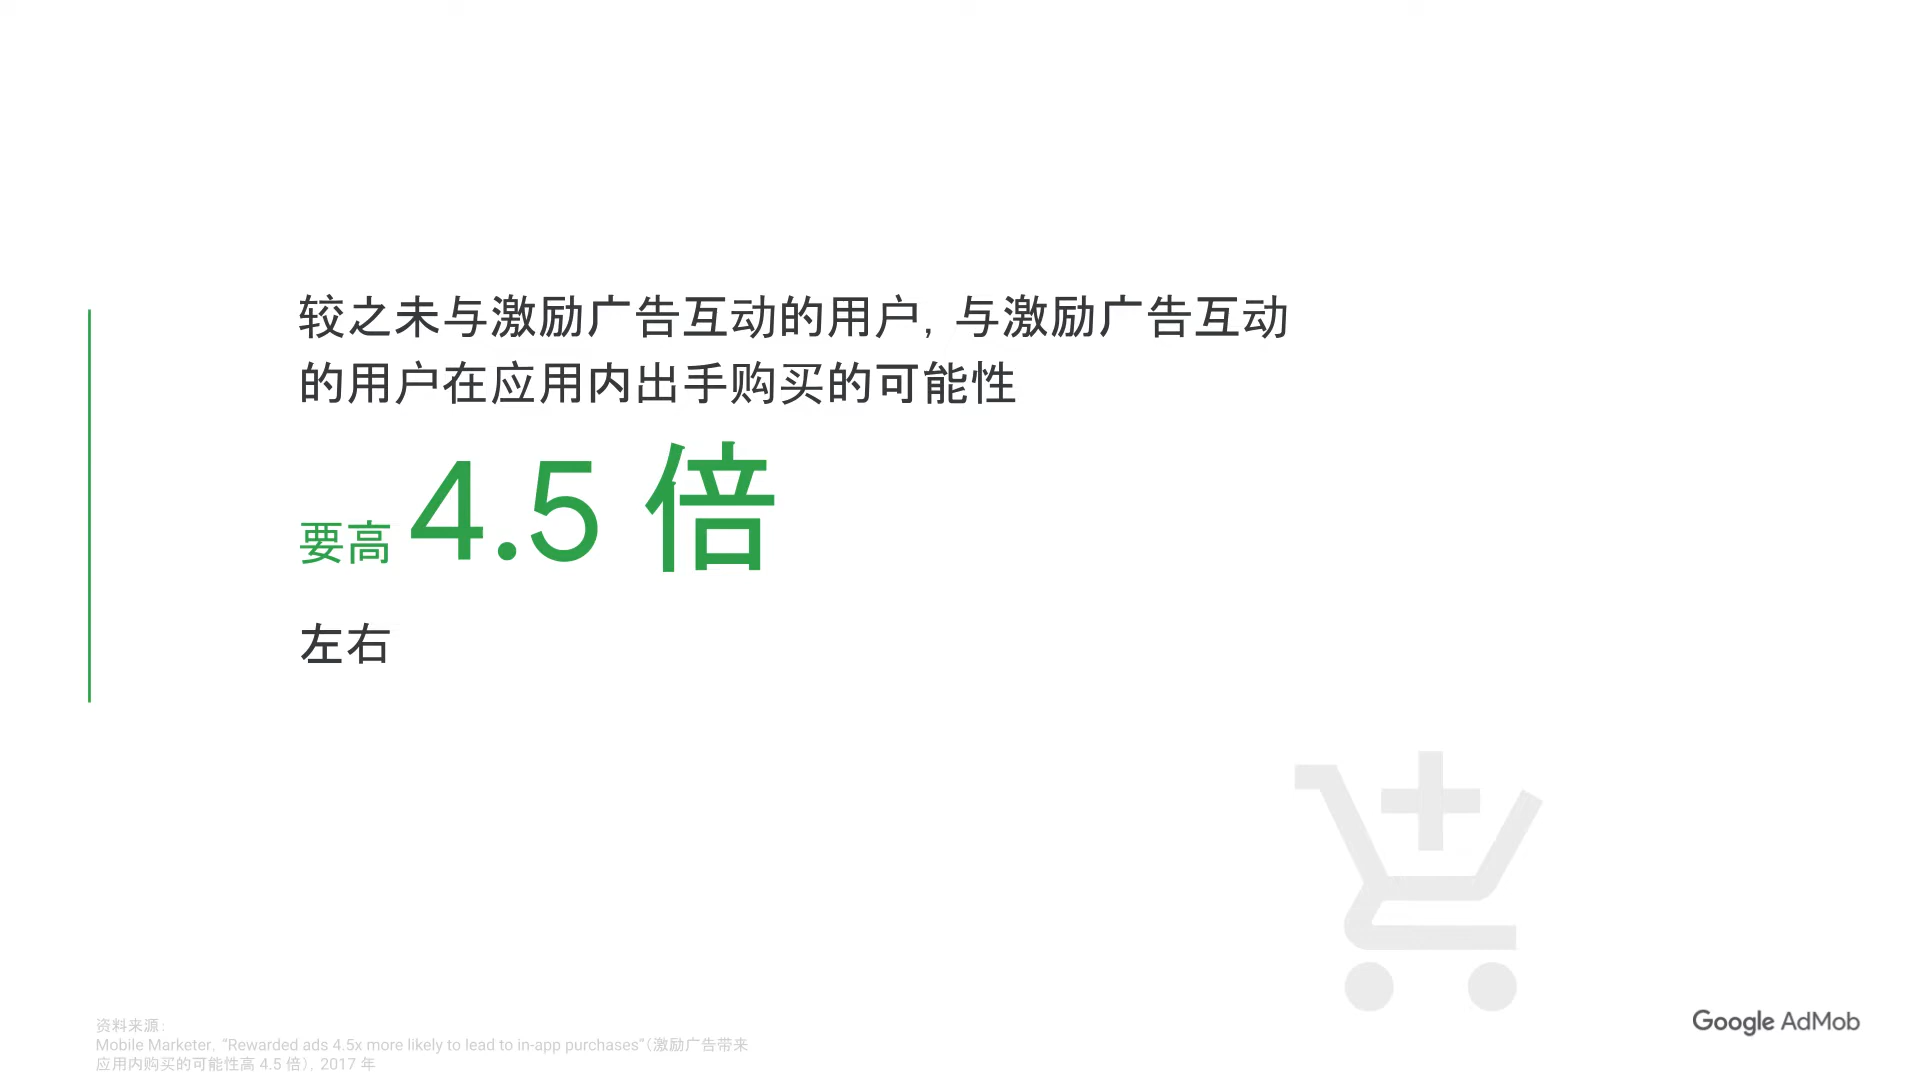 较之未与激励广告互动的用户，与激励广告互动
的用户在应用内出手购买的可能性
要高 4.5 倍
左右
资料来源：
Mobile Marketer, “Rewarded ads 4.5x more likely to lead to in-app purchases”（激励广告带来
应用内购买的可能性高 4.5 倍），2017 年
Google AdMob